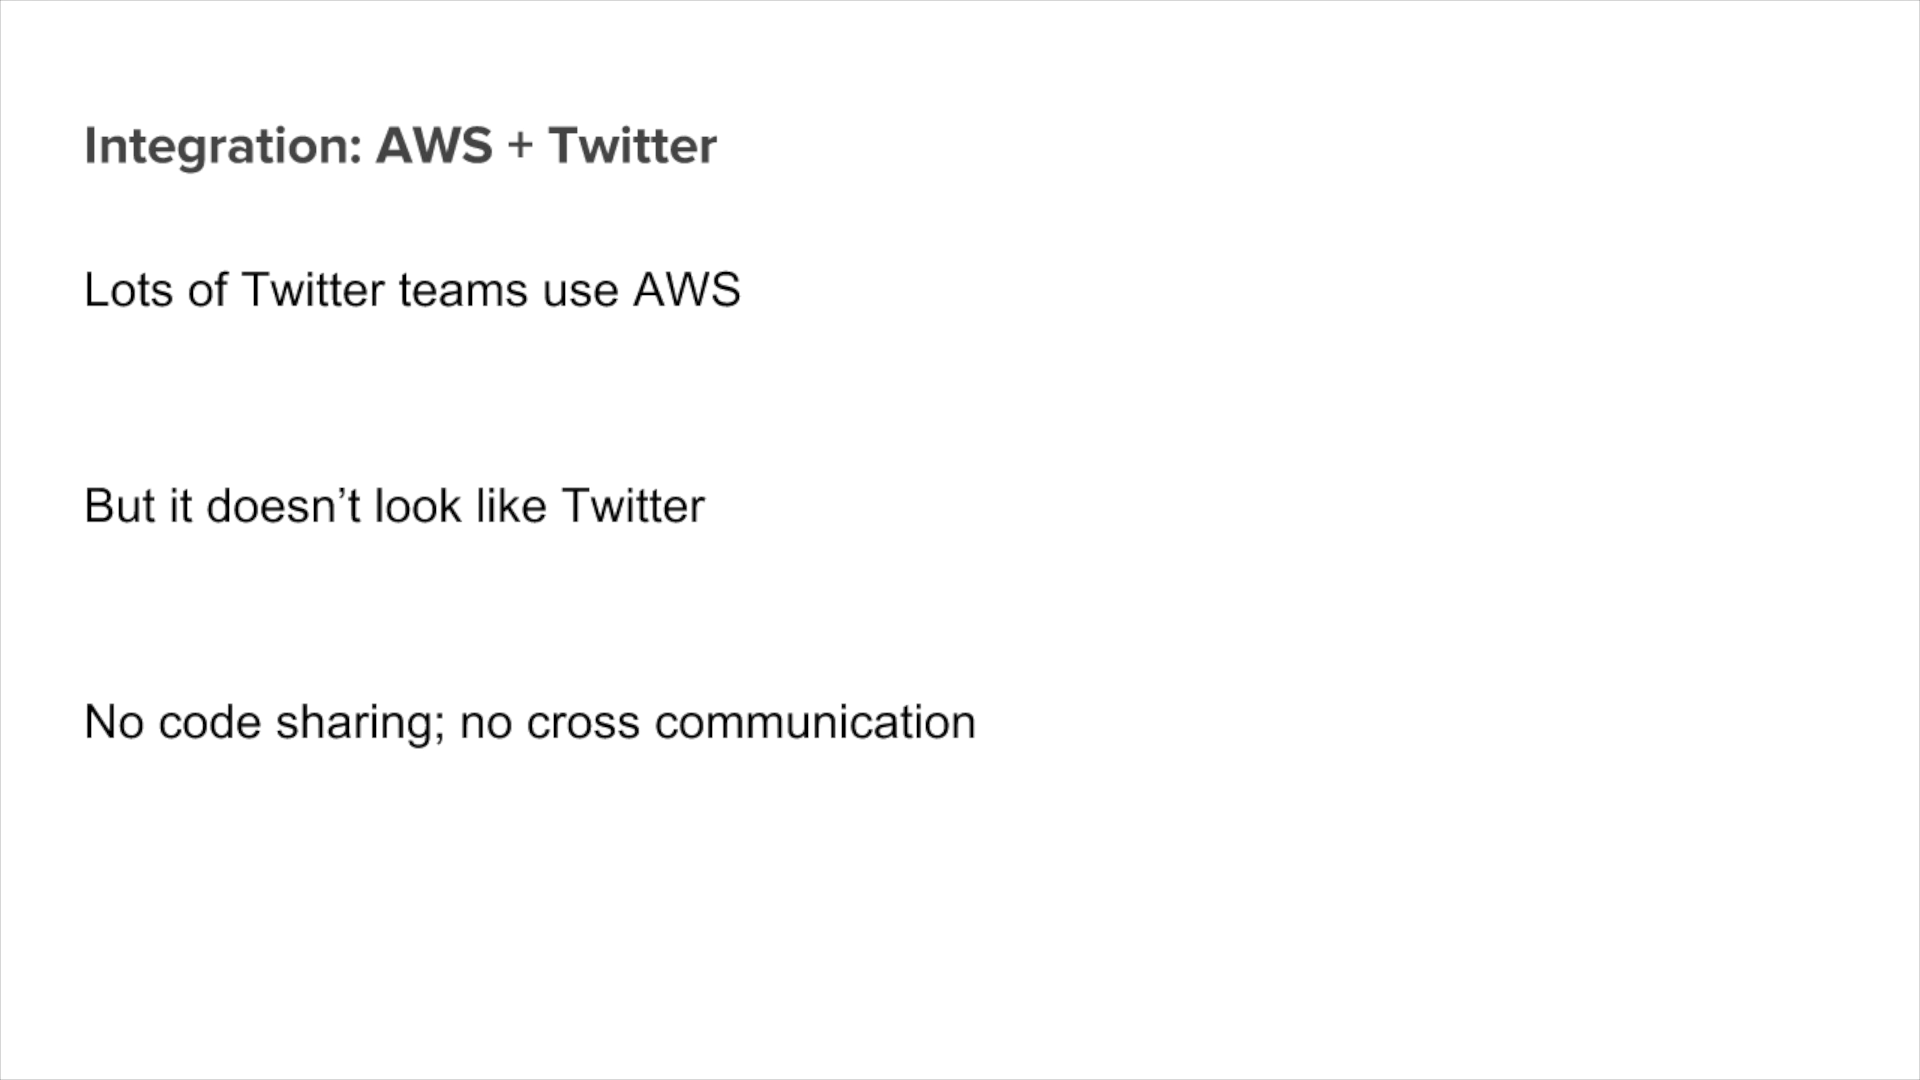 Integration: AWS + Twitter
Lots of Twitter teams use AWS
But it doesn’t look like Twitter
No code sharing; no cross communication